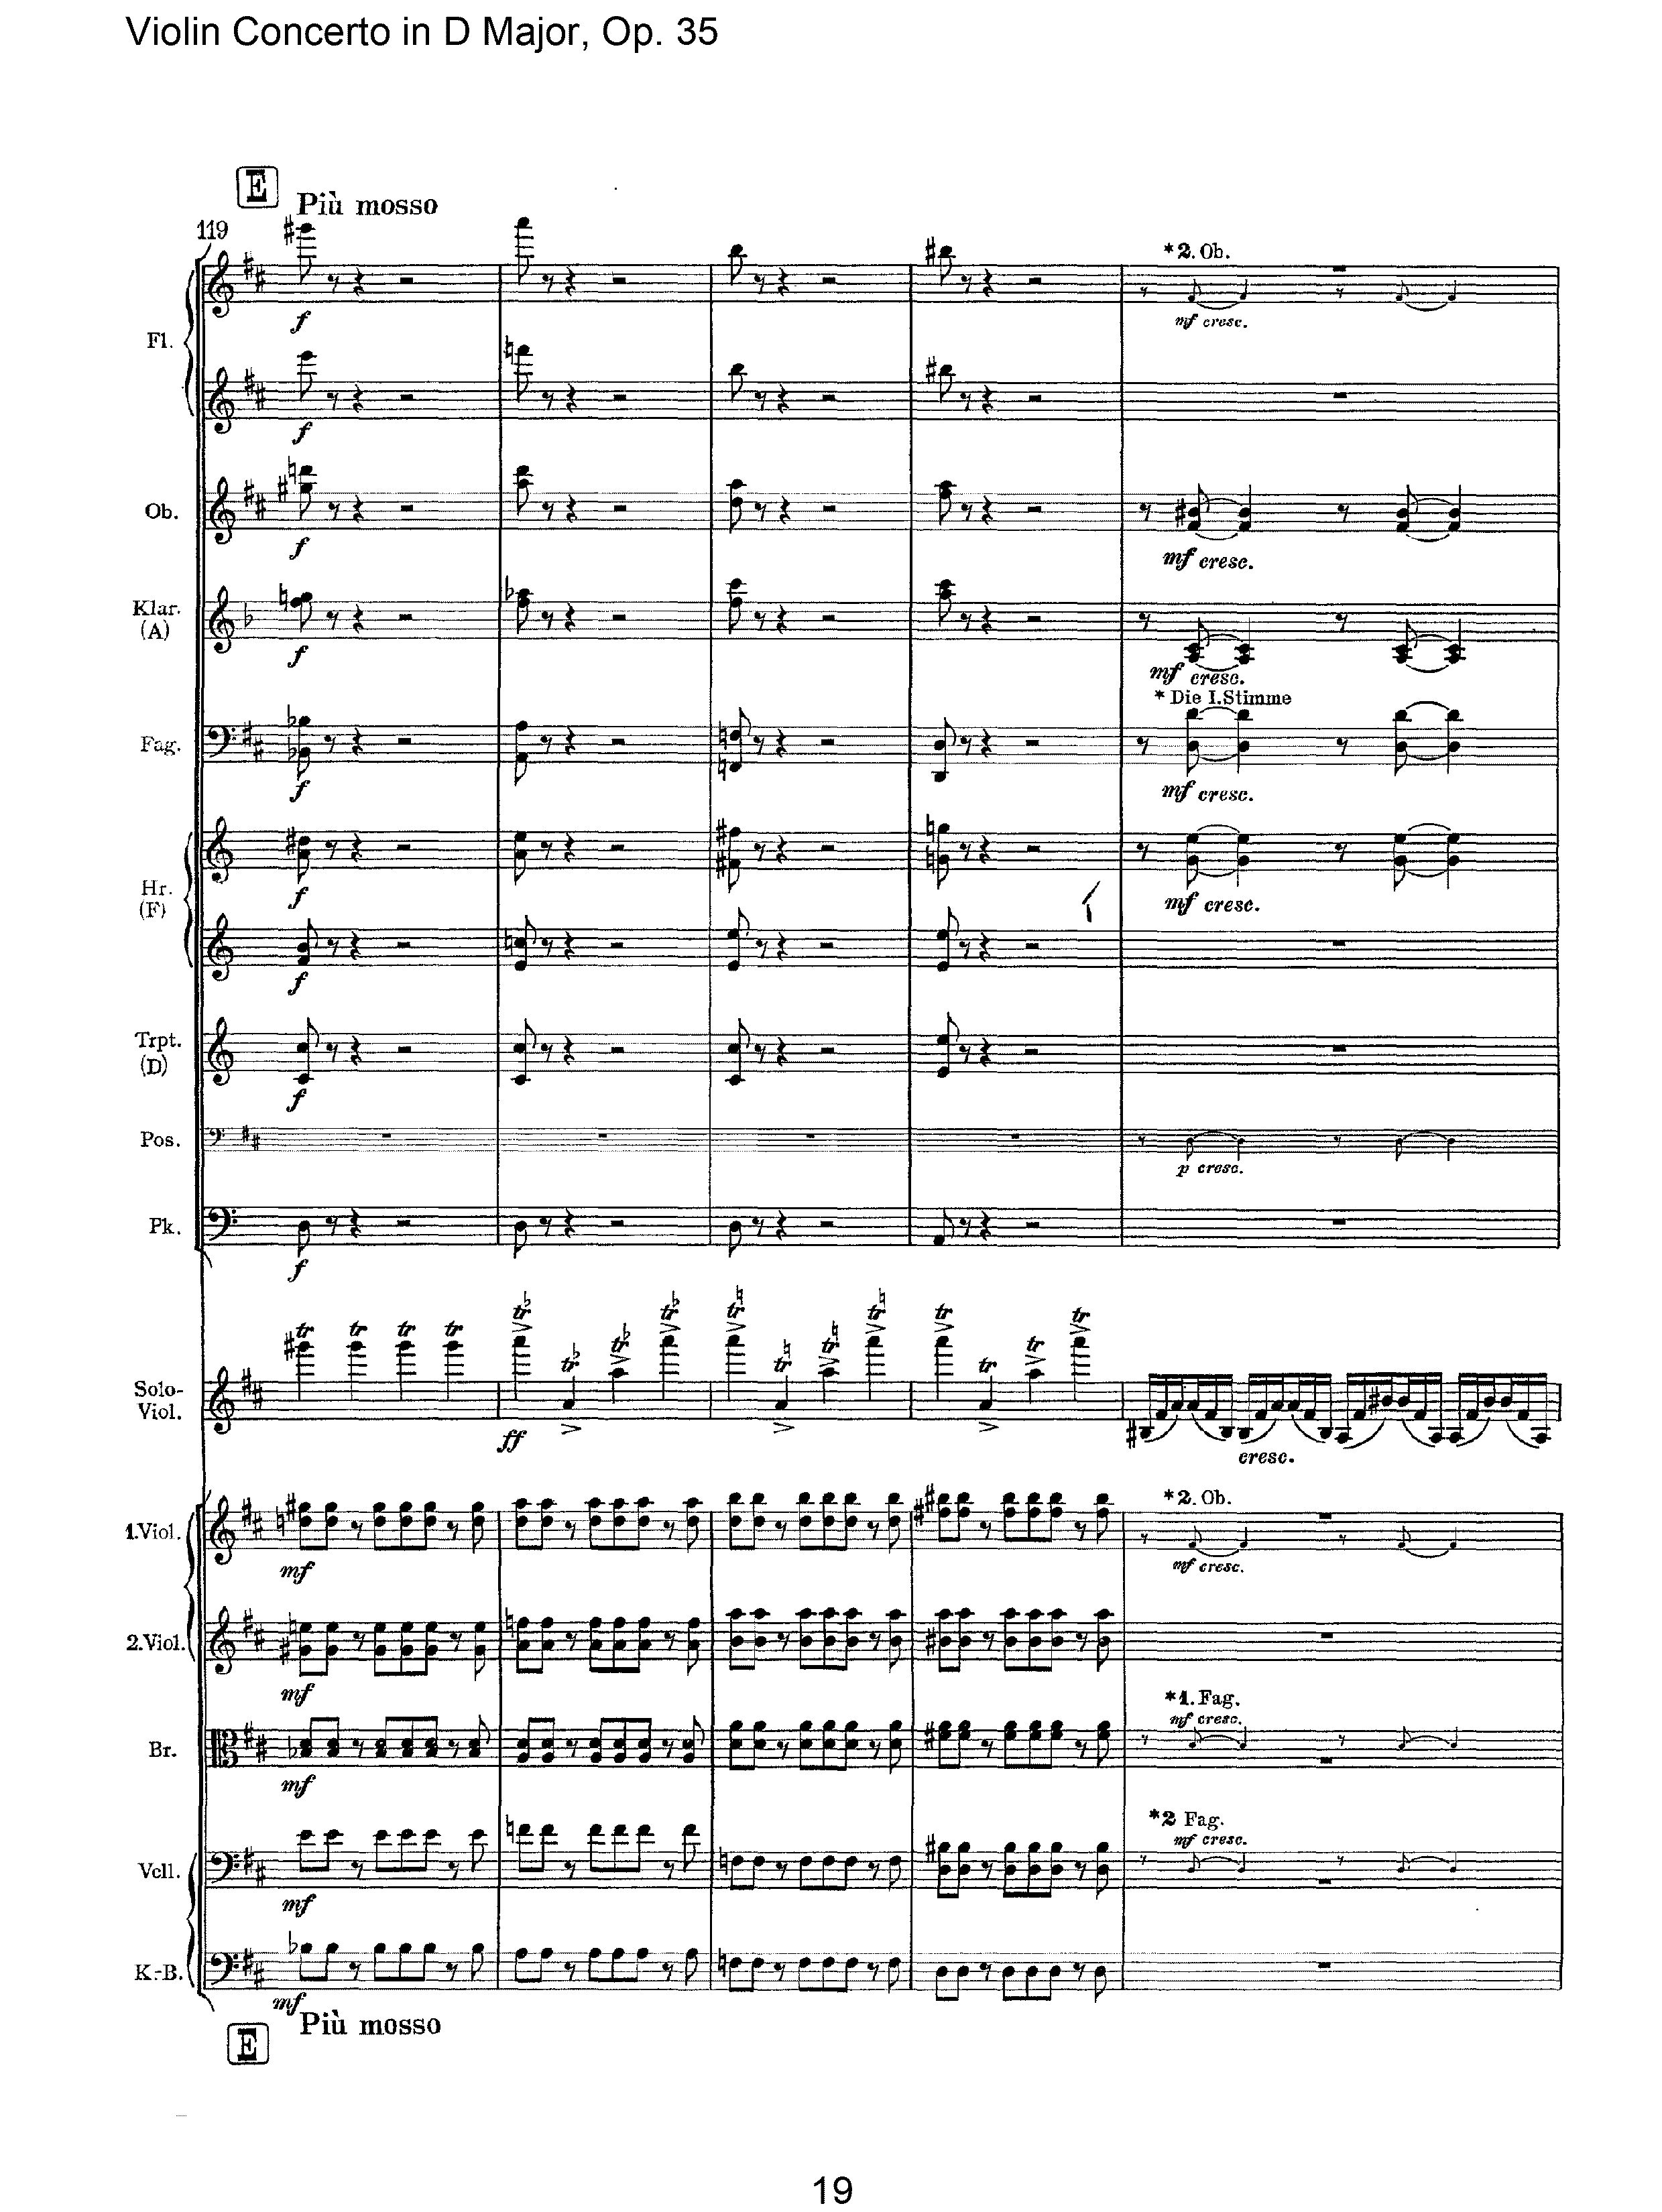 Violin Concerto in D Major, Op. 35
E
Più mosso
119
*2. Ob.
Fl.
f
mf cresc.
f
Ob.
f
mf cresc.
Klar.
(A)
f
mf cresc.
* Die I. Stimme
Fag.
f
mf cresc.
Hr.
(F)
f
mf cresc.
f
Trpt.
(D)
f
Pos.
p cresc.
Pk.
f
tr tr tr tr tr tr tr tr tr tr tr tr tr tr tr tr
Solo-
Viol.
ff
cresc.
*2. Ob.
1.Viol.
mf
mf cresc.
2.Viol.
mf
*1. Fag.
mf cresc.
Br.
mf
*2 Fag.
mf cresc.
Vcll.
mf
K.-B.
mf
Più mosso
E
19